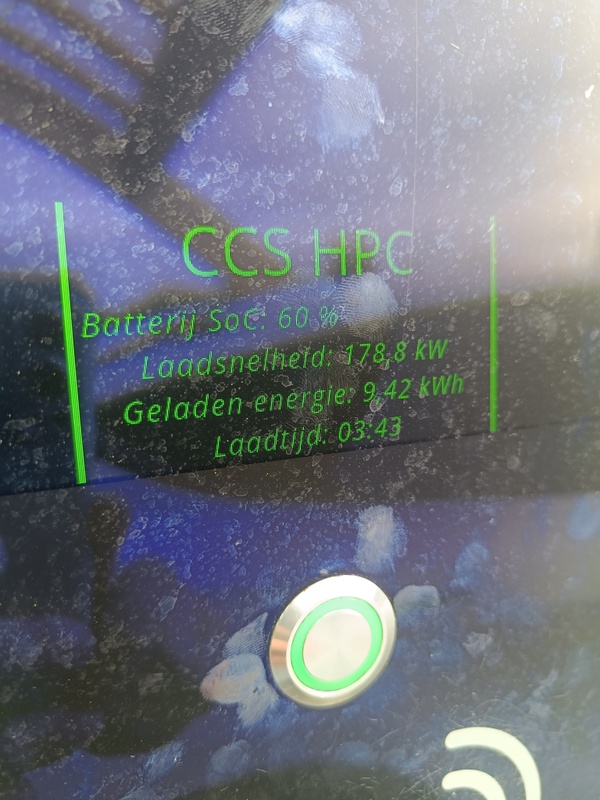 CCS HPC
Batterij SoC: 60 %
Laadsnelheid: 178,8 kW
Geladen energie: 9,42 kWh
Laadtijd: 03:43